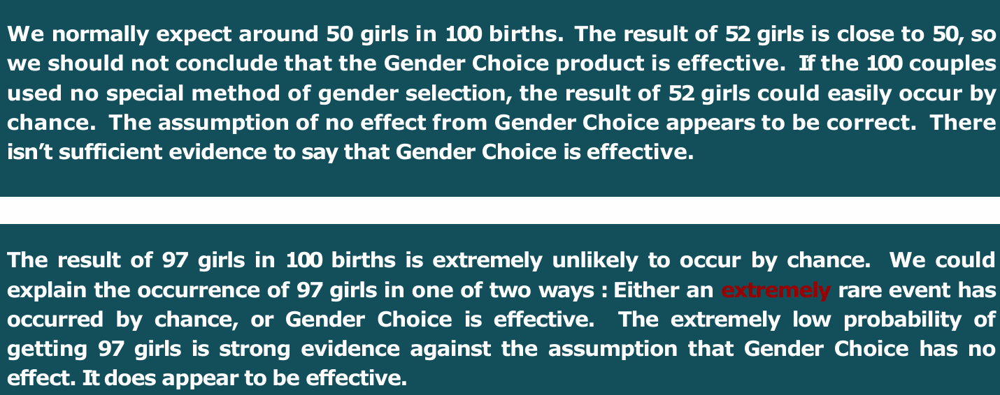 We normally expect around 50 girls in 100 births. The result of 52 girls is close to 50, so
we should not conclude that the Gender Choice product is effective. If the 100 couples
used no special method of gender selection, the result of 52 girls could easily occur by
chance. The assumption of no effect from Gender Choice appears to be correct. There
isn’t sufficient evidence to say that Gender Choice is effective.
The result of 97 girls in 100 births is extremely unlikely to occur by chance. We could
explain the occurrence of 97 girls in one of two ways : Either an extremely rare event has
occurred by chance, or Gender Choice is effective. The extremely low probability of
getting 97 girls is strong evidence against the assumption that Gender Choice has no
effect. It does appear to be effective.